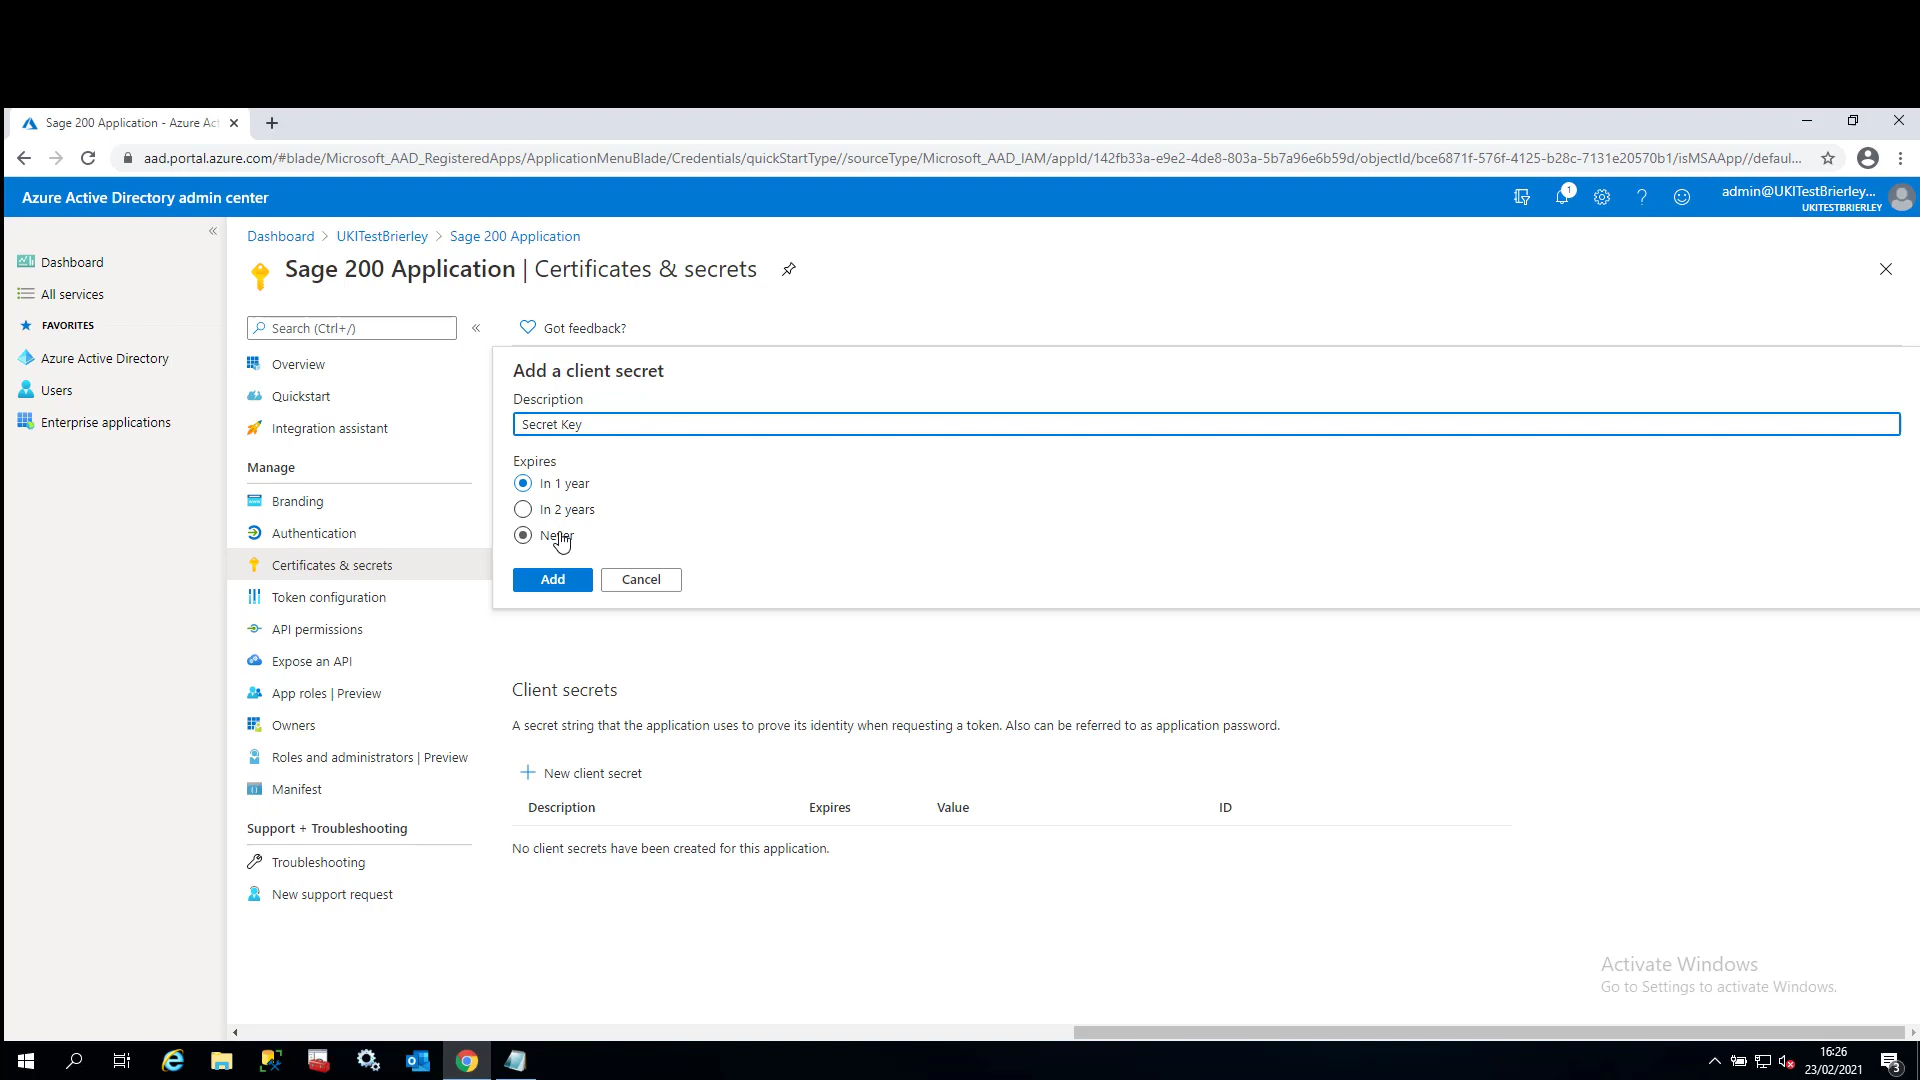 Sage 200 Application - Azure Act
aad.portal.azure.com/#blade/Microsoft_AAD_RegisteredApps/ApplicationMenuBlade/Credentials/quickStartType//sourceType/Microsoft_AAD_IAM/appId/142fb33a-e9e2-4de8-803a-5b7a96e6b59d/objectId/bce6871f-576f-4125-b28c-7131e20570b1/isMSAApp//defaul...
Azure Active Directory admin center
1
admin@UKITestBrierley...
UKITESTBRIERLEY
Dashboard
All services
FAVORITES
Azure Active Directory
Users
Enterprise applications
Dashboard > UKITestBrierley > Sage 200 Application
Sage 200 Application | Certificates & secrets
Search (Ctrl+/)
Overview
Quickstart
Integration assistant
Manage
Branding
Authentication
Certificates & secrets
Token configuration
API permissions
Expose an API
App roles | Preview
Owners
Roles and administrators | Preview
Manifest
Support + Troubleshooting
Troubleshooting
New support request
Got feedback?
Add a client secret
Description
Secret Key
Expires
In 1 year
In 2 years
Never
Add Cancel
Client secrets
A secret string that the application uses to prove its identity when requesting a token. Also can be referred to as application password.
New client secret
Description Expires Value ID
No client secrets have been created for this application.
Activate Windows
Go to Settings to activate Windows.
16:26
23/02/2021
3